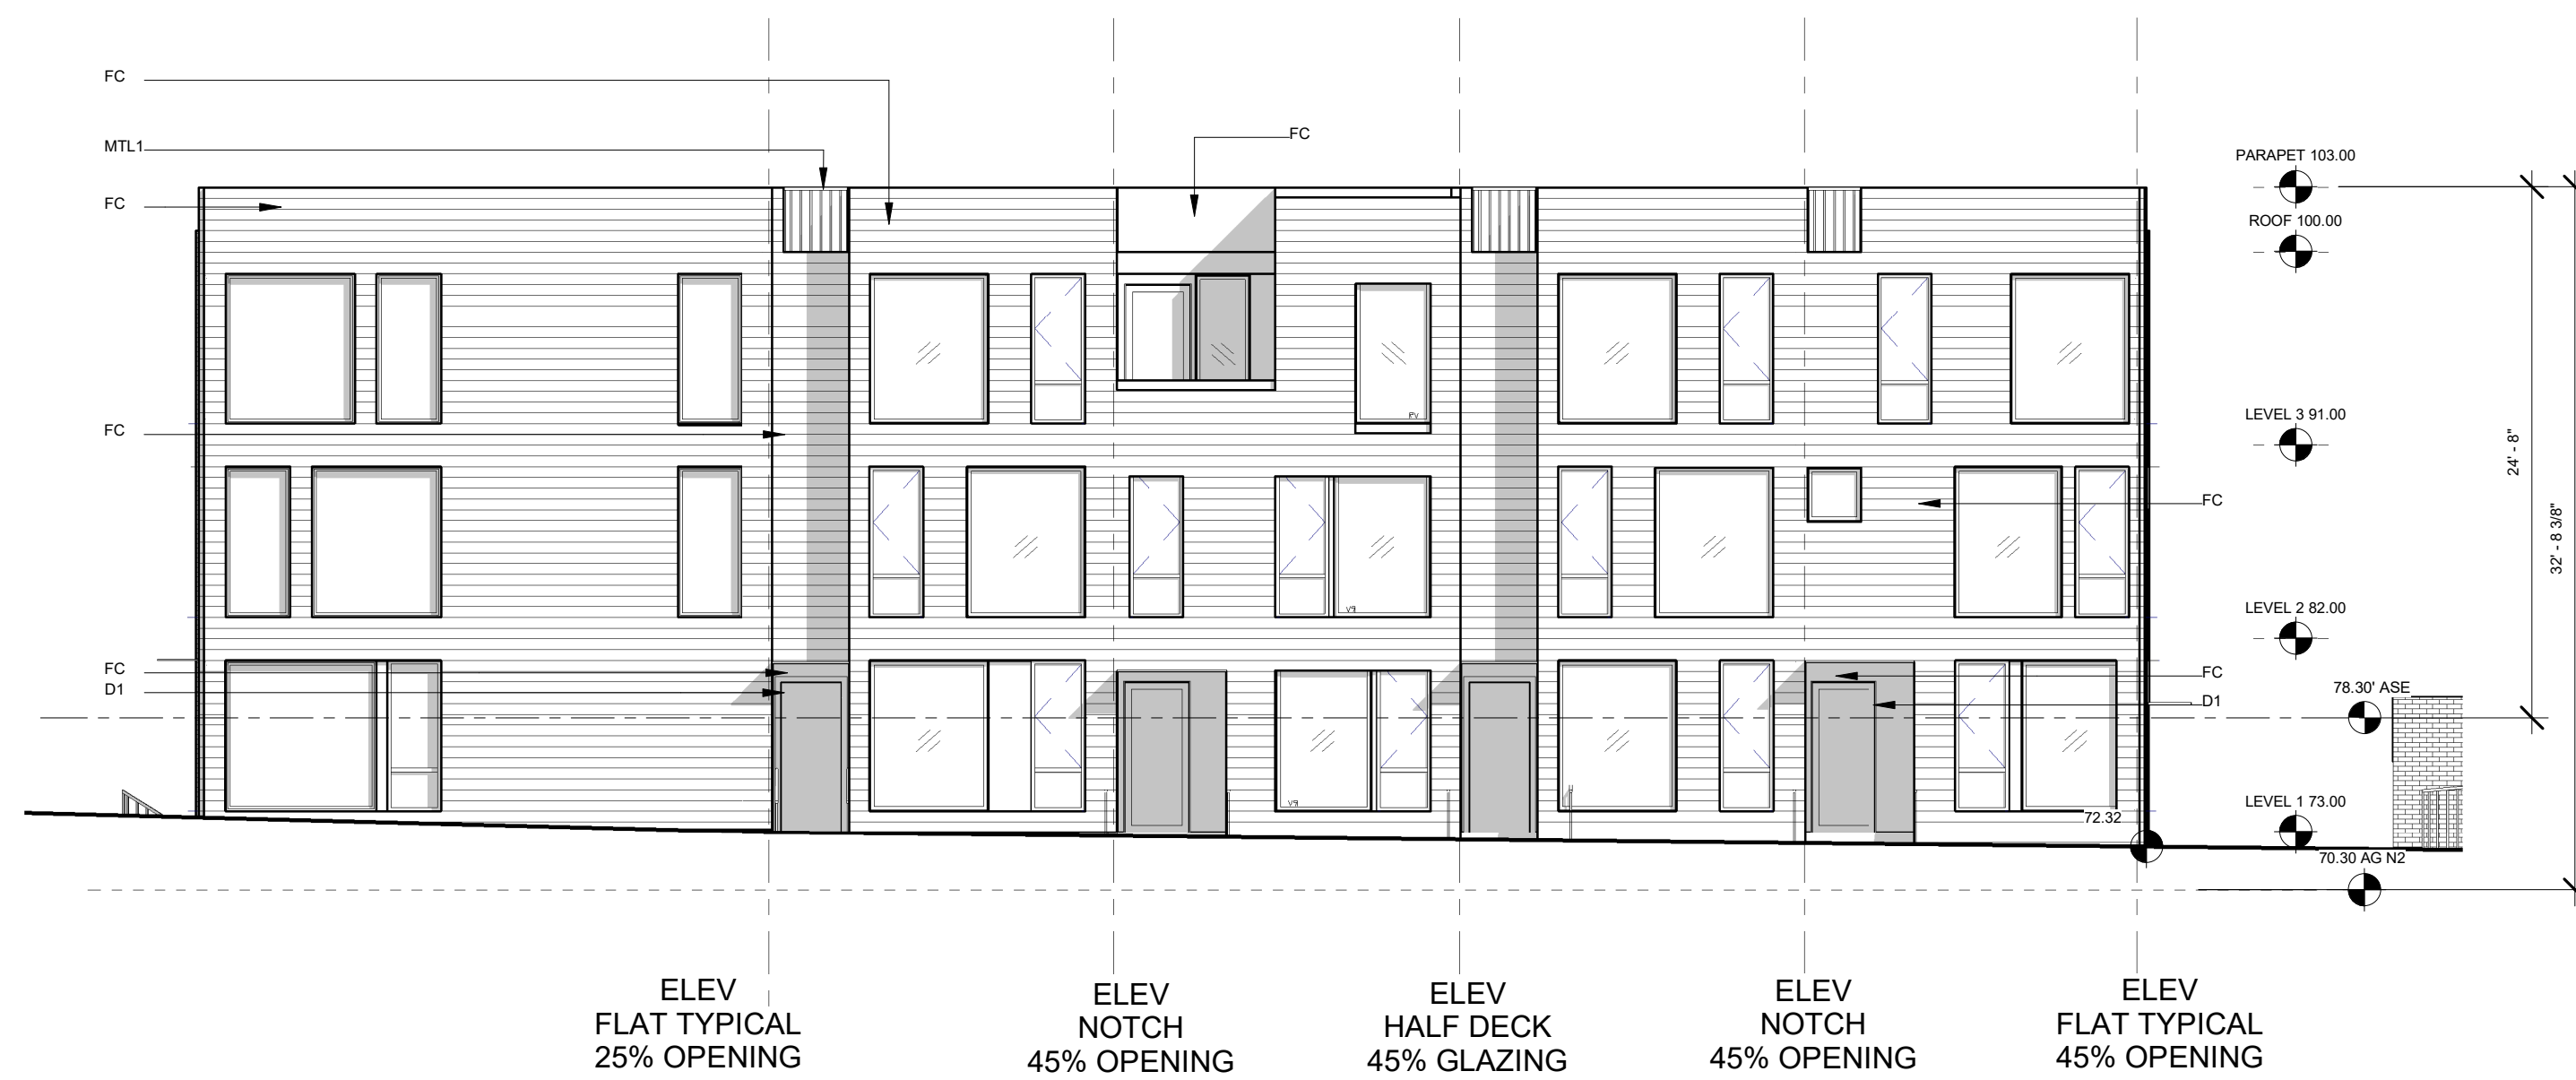 FC
MTL1
FC
FC
PARAPET 103.00
ROOF 100.00
FC
LEVEL 3 91.00
24' - 8"
32' - 8 3/8"
PV
FC
PV
LEVEL 2 82.00
FC
D1
FC
D1
78.30' ASE
PV
72.32
LEVEL 1 73.00
70.30 AG N2
ELEV
FLAT TYPICAL
25% OPENING
ELEV
NOTCH
45% OPENING
ELEV
HALF DECK
45% GLAZING
ELEV
NOTCH
45% OPENING
ELEV
FLAT TYPICAL
45% OPENING